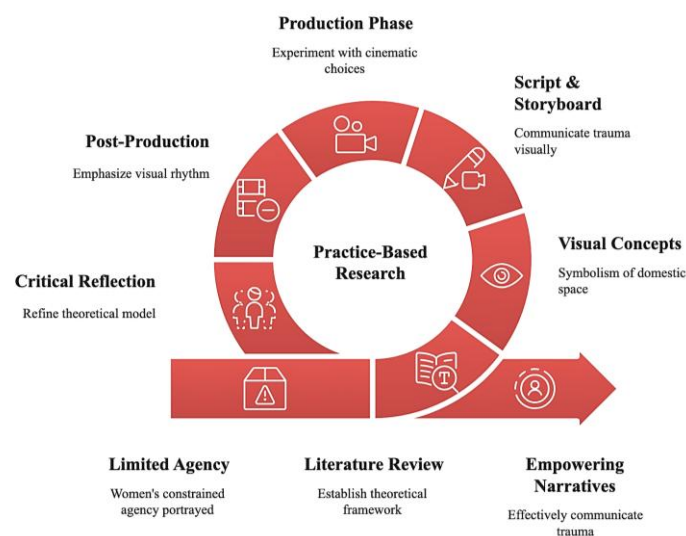 Production Phase
Experiment with cinematic
choices
Script &
Storyboard
Communicate trauma
visually
Post-Production
Emphasize visual rhythm
Practice-Based
Research
Visual Concepts
Symbolism of domestic
space
Critical Reflection
Refine theoretical model
T
Limited Agency
Women's constrained
agency portrayed
Literature Review
Establish theoretical
framework
Empowering
Narratives
Effectively communicate
trauma